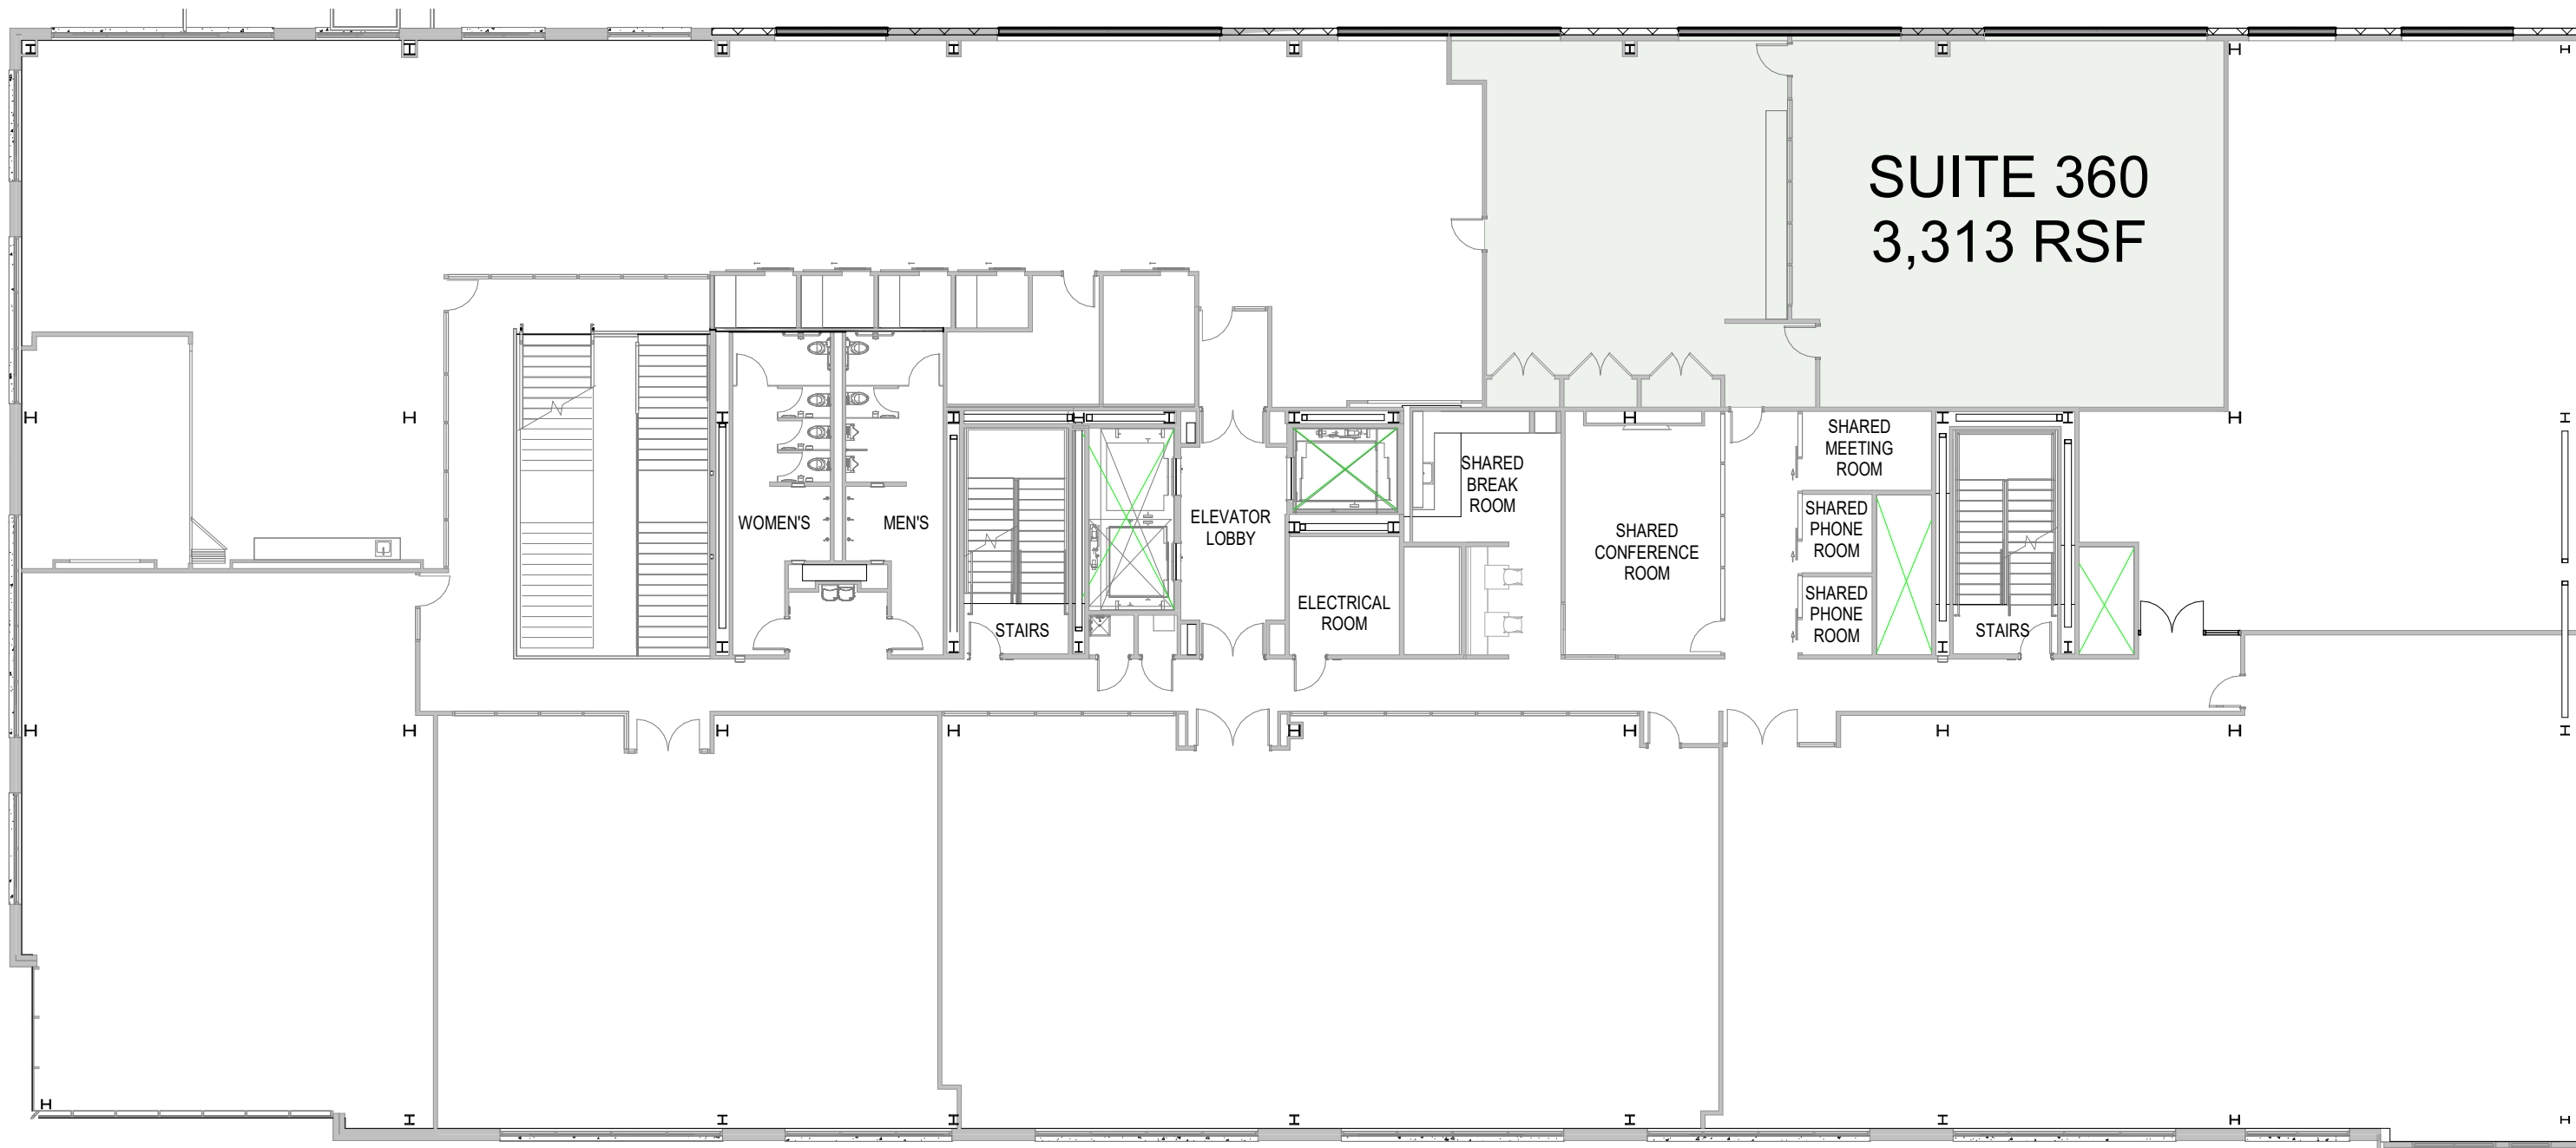 SUITE 360
3,313 RSF
SHARED
MEETING
ROOM
SHARED
BREAK
ROOM
WOMEN'S
MEN'S
ELEVATOR
LOBBY
SHARED
CONFERENCE
ROOM
SHARED
PHONE
ROOM
ELECTRICAL
ROOM
SHARED
PHONE
ROOM
STAIRS
STAIRS